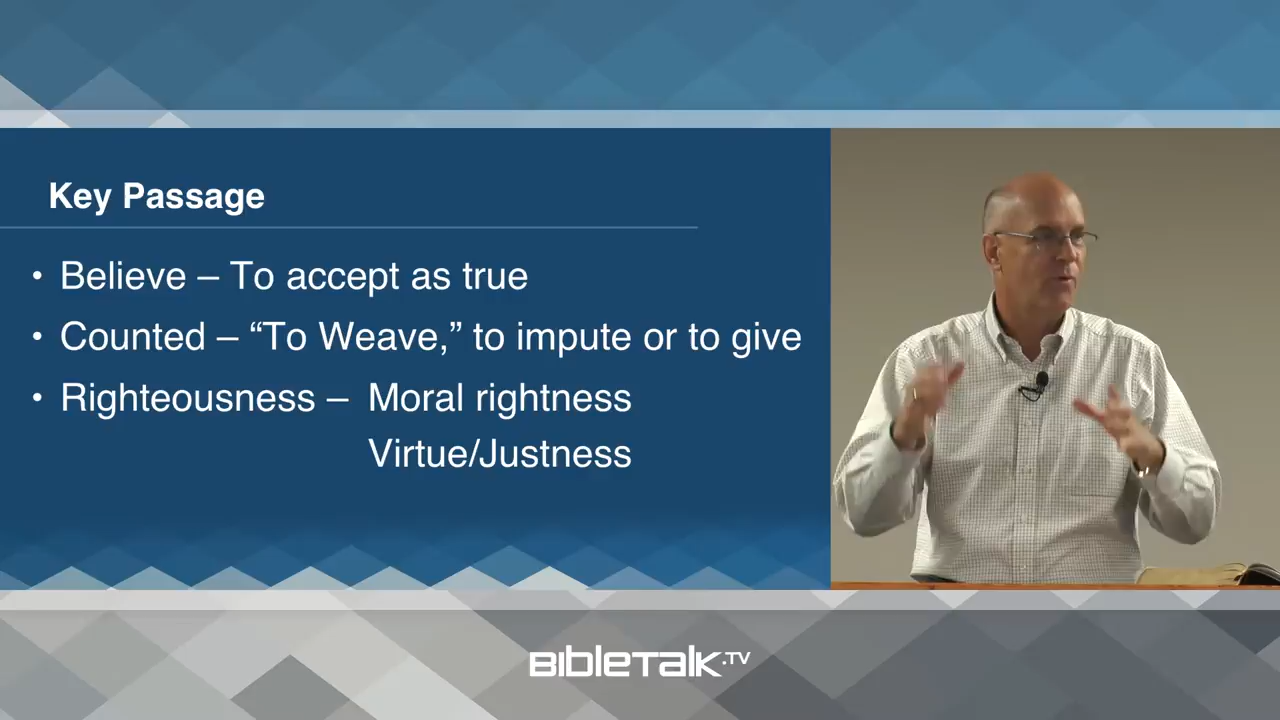 Key Passage
• Believe – To accept as true
• Counted – “To Weave,” to impute or to give
• Righteousness – Moral rightness
Virtue/Justness
BIBLETALK.TV